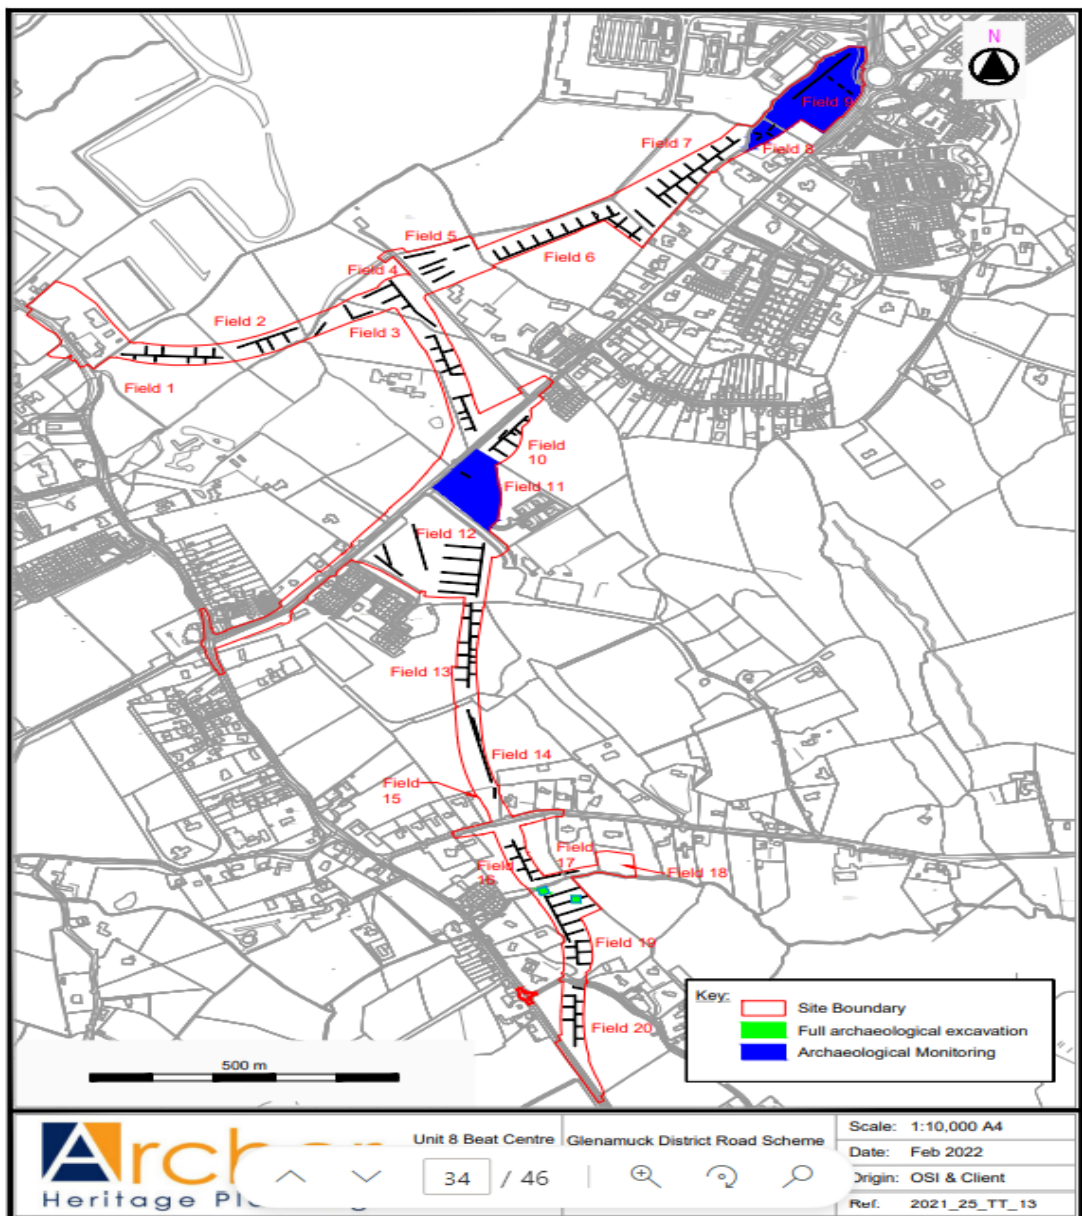 N
Field 9
Field 7
Field 8
Field 5
Field 6
Field 4
Field 2
Field 3
Field 1
Field
10
Field 11
Field 12
Field 13
Field 14
Field
15
Field
17
Field
16
Field 18
Field 19
Field 20
Key:
Site Boundary
Full archaeological excavation
Archaeological Monitoring
500 m
Archer
Heritage
Unit 8 Beat Centre
Glenamuck District Road Scheme
Scale: 1:10,000 A4
Date: Feb 2022
Origin: OSI & Client
Ref: 2021_25_TT_13
34 / 46